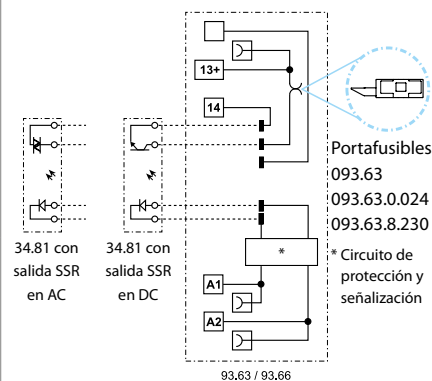 13+
14
Portafusibles
093.63
093.63.0.024
093.63.8.230
* Circuito de
protección y
señalización
*
A1
A2
34.81 con
salida SSR
en AC
34.81 con
salida SSR
en DC
93.63 / 93.66